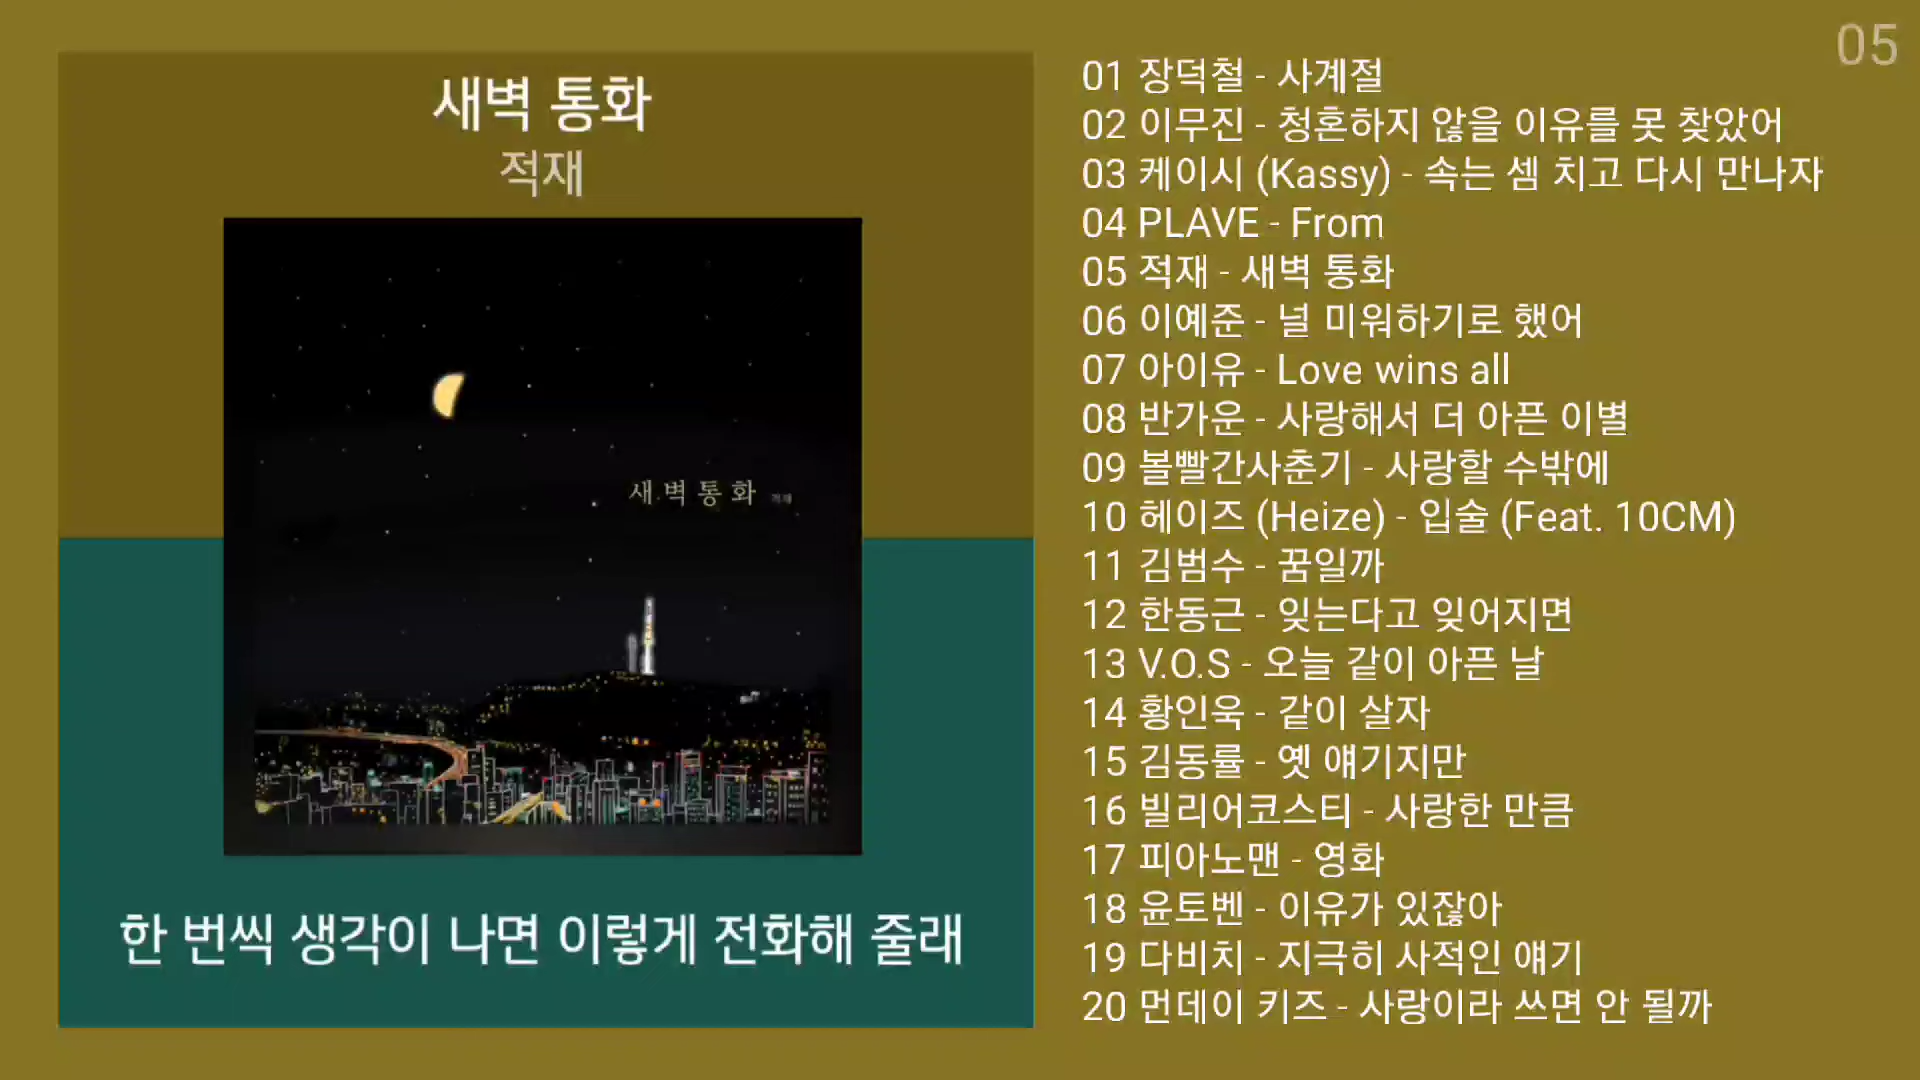 새벽 통화
적재
새벽통화 적재
한 번씩 생각이 나면 이렇게 전화해 줄래
05
01 장덕철 - 사계절
02 이무진 - 청혼하지 않을 이유를 못 찾았어
03 케이시 (Kassy) - 속는 셈 치고 다시 만나자
04 PLAVE - From
05 적재 - 새벽 통화
06 이예준 - 널 미워하기로 했어
07 아이유 - Love wins all
08 반가운 - 사랑해서 더 아픈 이별
09 볼빨간사춘기 - 사랑할 수밖에
10 헤이즈 (Heize) - 입술 (Feat. 10CM)
11 김범수 - 꿈일까
12 한동근 - 잊는다고 잊어지면
13 V.O.S - 오늘 같이 아픈 날
14 황인욱 - 같이 살자
15 김동률 - 옛 얘기지만
16 빌리어코스티 - 사랑한 만큼
17 피아노맨 - 영화
18 윤토벤 - 이유가 있잖아
19 다비치 - 지극히 사적인 얘기
20 먼데이 키즈 - 사랑이라 쓰면 안 될까